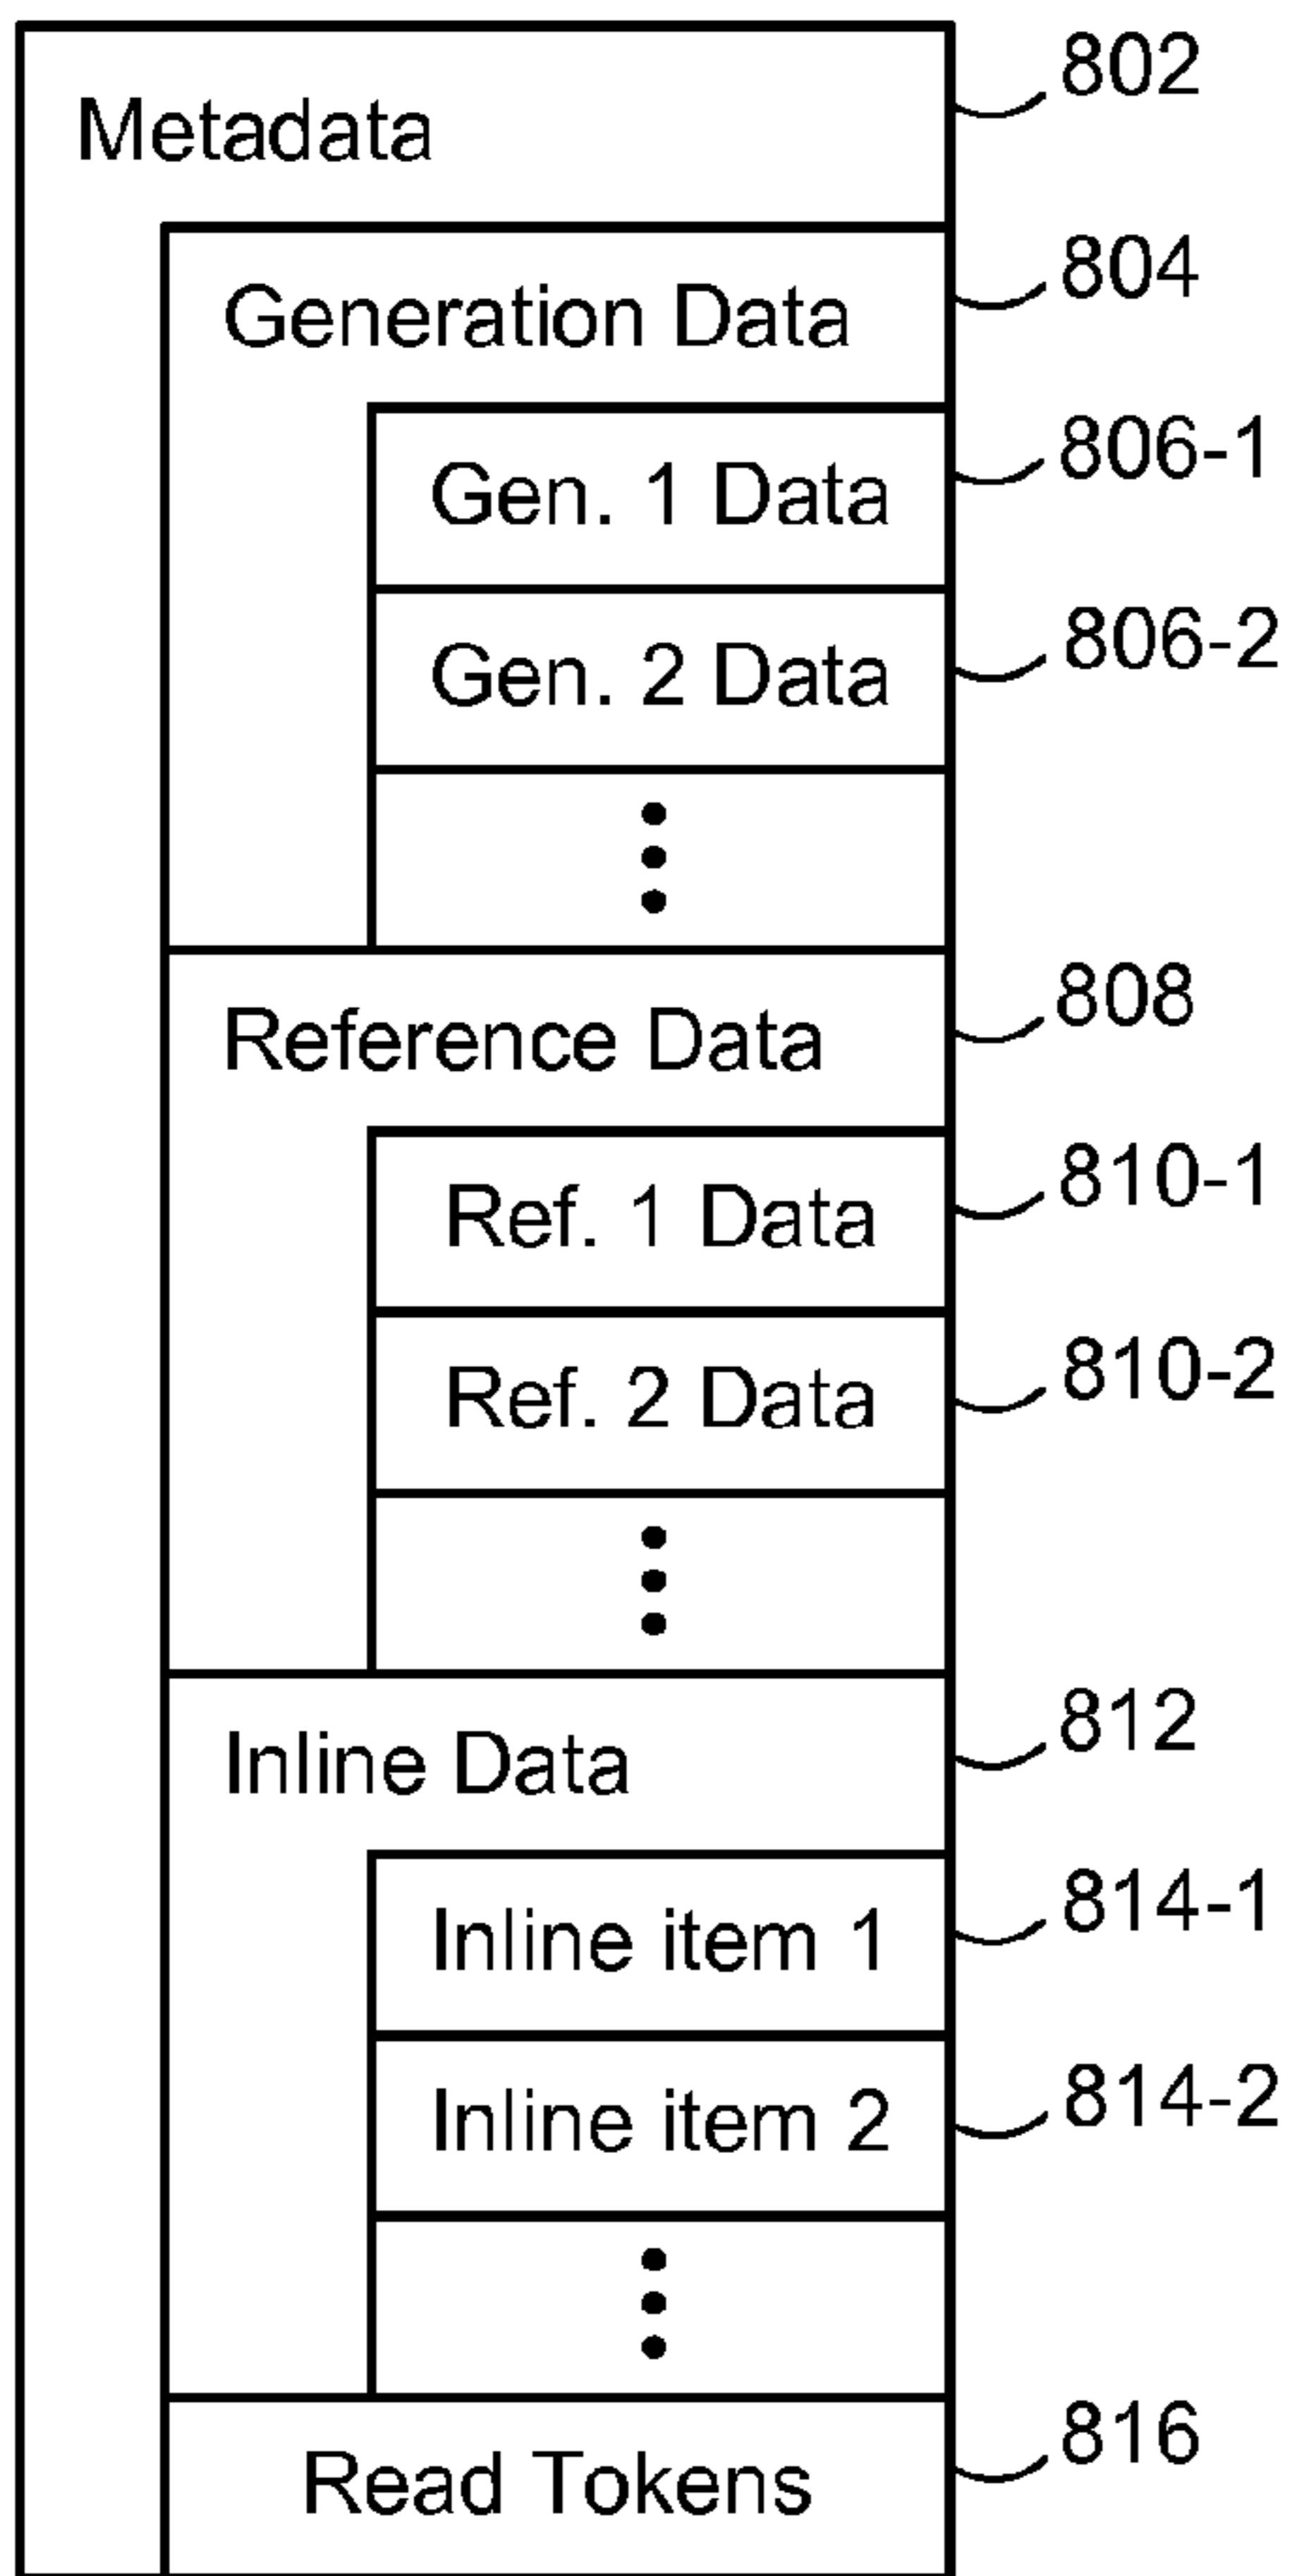 802
Metadata
804
Generation Data
806-1
Gen. 1 Data
806-2
Gen. 2 Data
808
Reference Data
810-1
Ref. 1 Data
810-2
Ref. 2 Data
812
Inline Data
814-1
Inline item 1
814-2
Inline item 2
816
Read Tokens